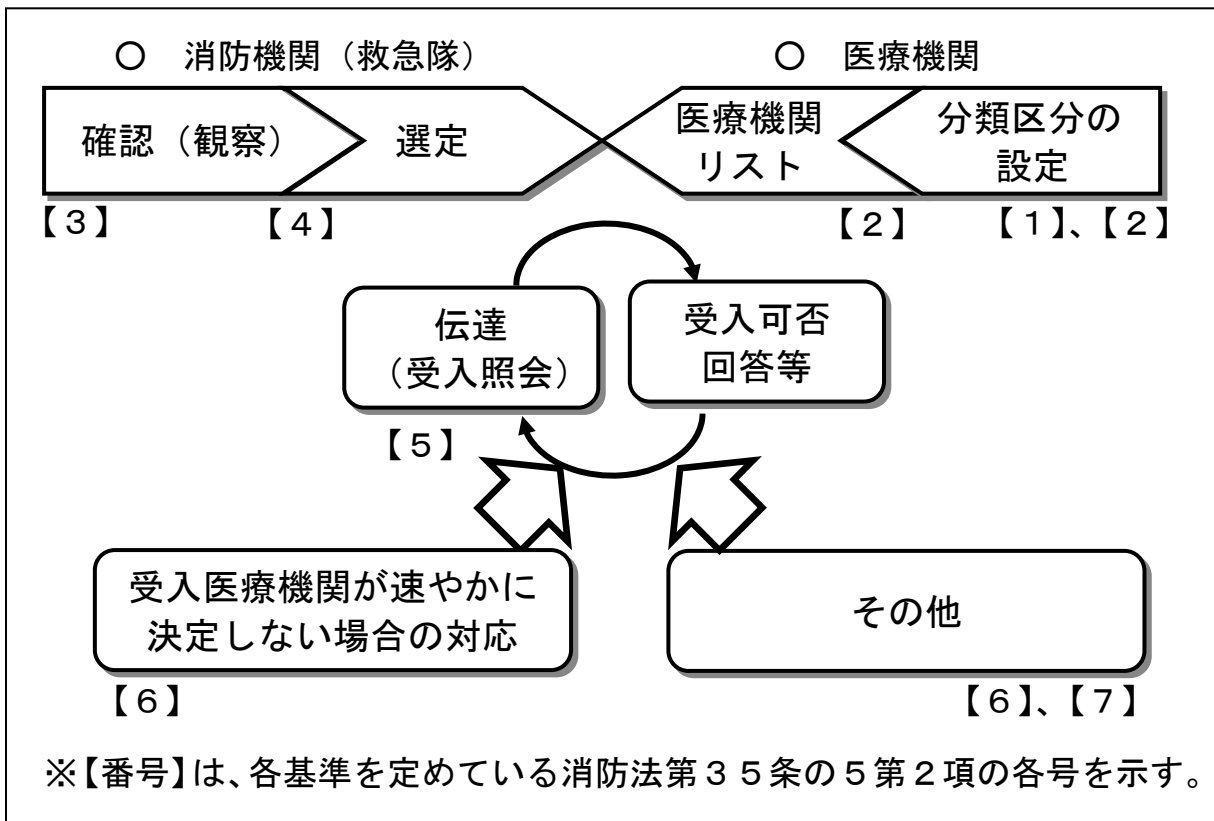 ○ 消防機関(救急隊)
○ 医療機関
確認(観察)
選定
医療機関
リスト
分類区分の
設定
【3】
【4】
【2】
【1】、【2】
伝達
(受入照会)
受入可否
回答等
【5】
受入医療機関が速やかに
決定しない場合の対応
その他
【6】
【6】、【7】
※【番号】は、各基準を定めている消防法第35条の5第2項の各号を示す。